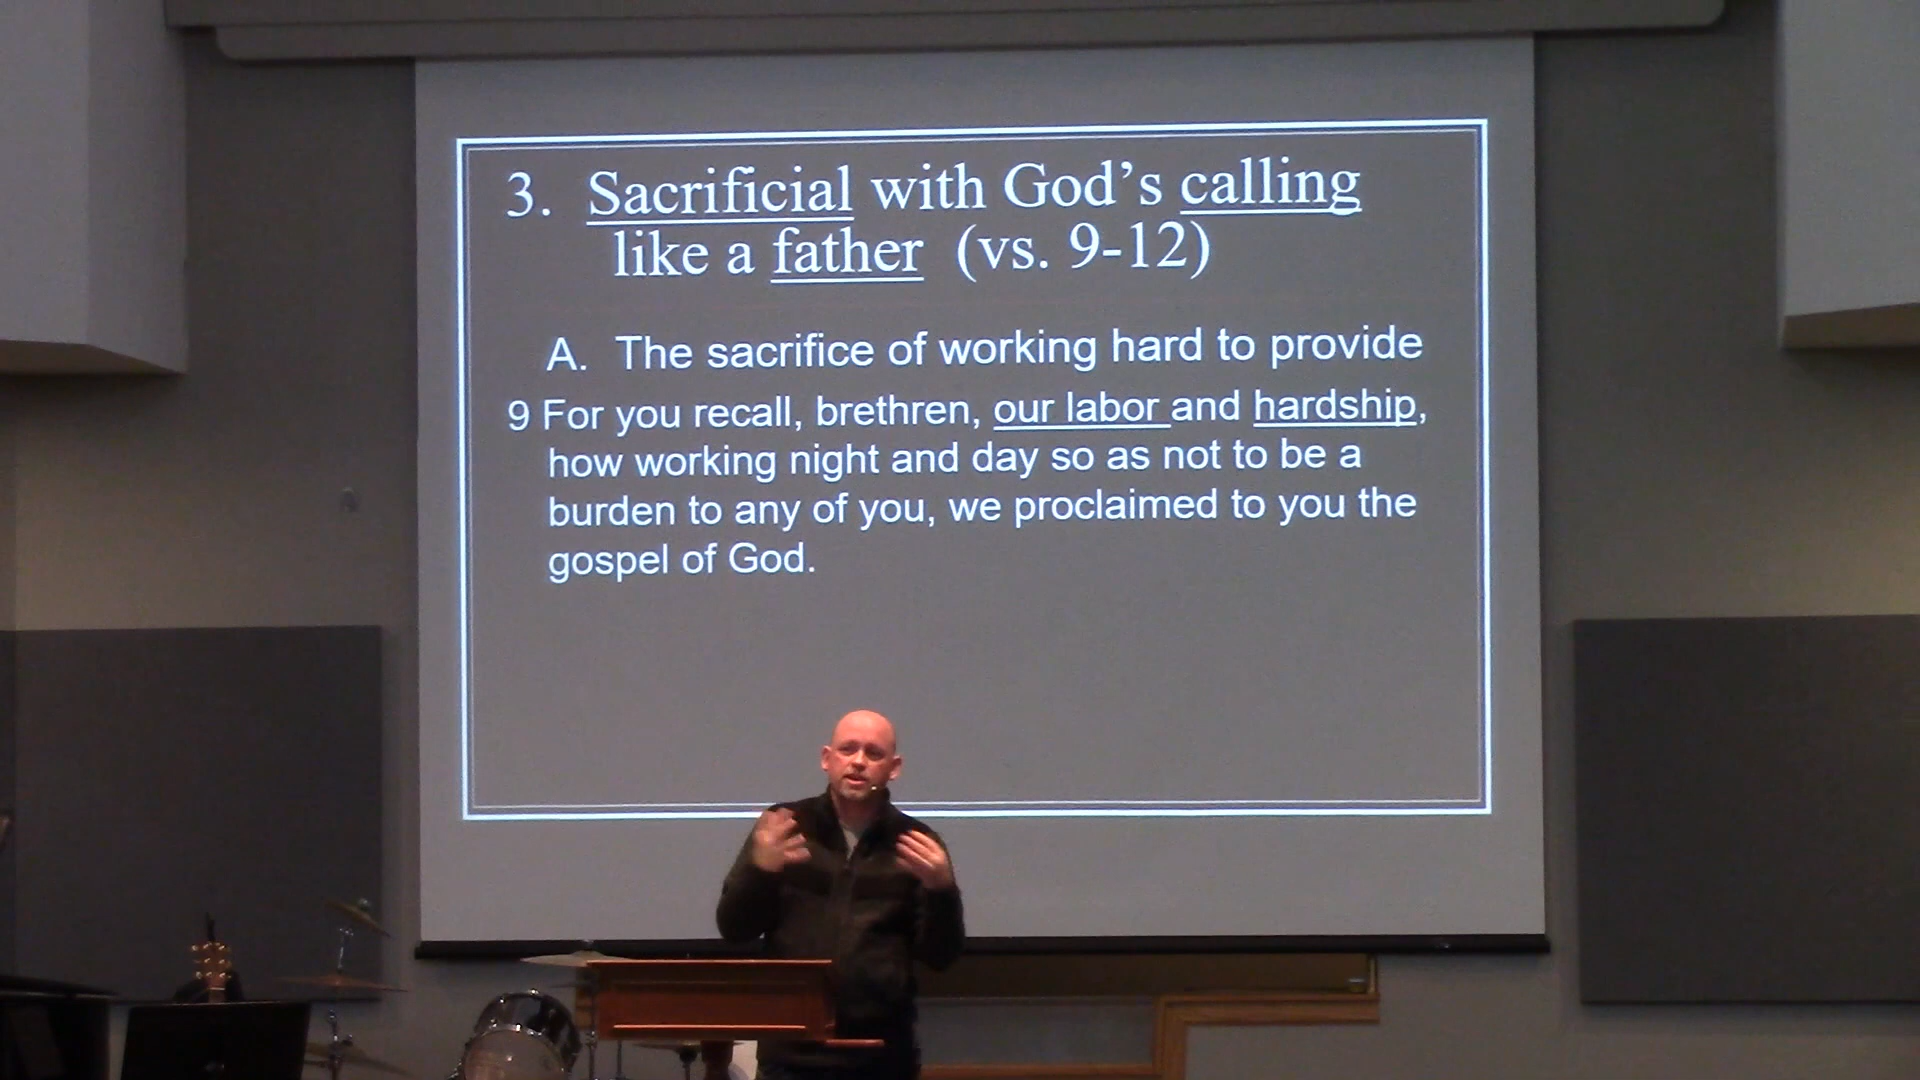 3. Sacrificial with God’s calling
like a father (vs. 9-12)
A. The sacrifice of working hard to provide
9 For you recall, brethren, our labor and hardship,
how working night and day so as not to be a
burden to any of you, we proclaimed to you the
gospel of God.